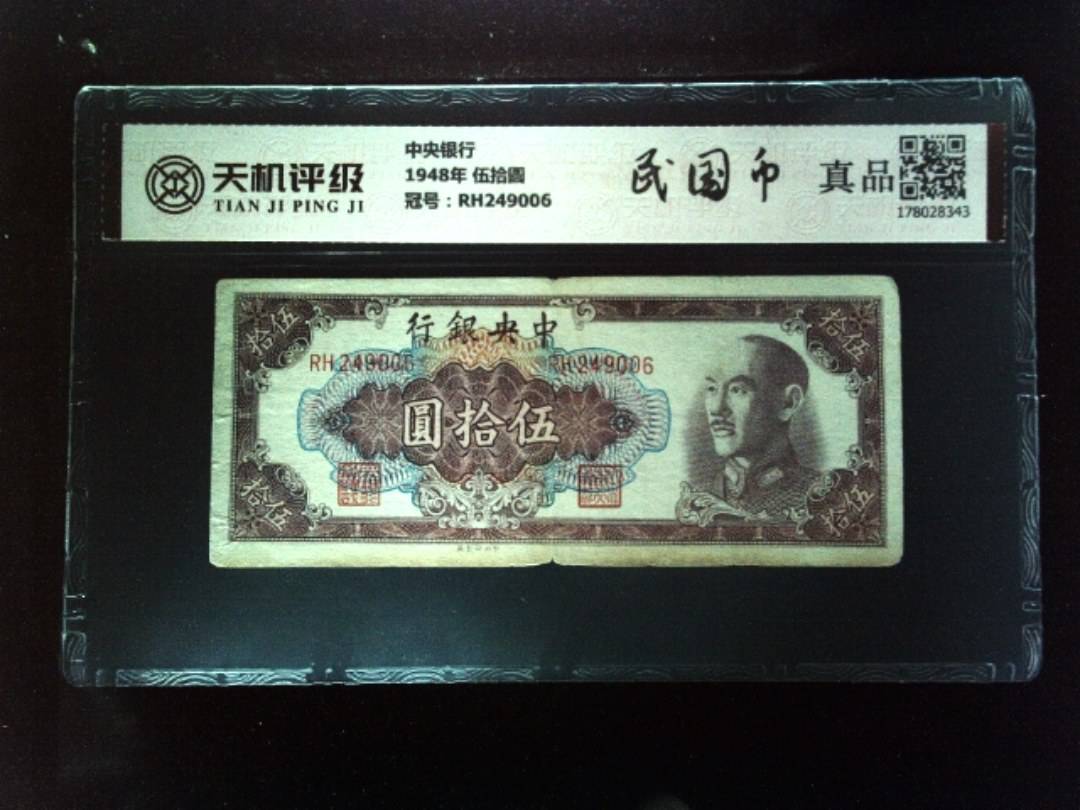 天机评级
TIAN JI PING JI
中央银行
1948年 伍拾圓
冠号：RH249006
民国币
真品
178028343
拾伍
拾伍
行銀央中
RH249006
RH249006
圓拾伍
拾伍
拾伍